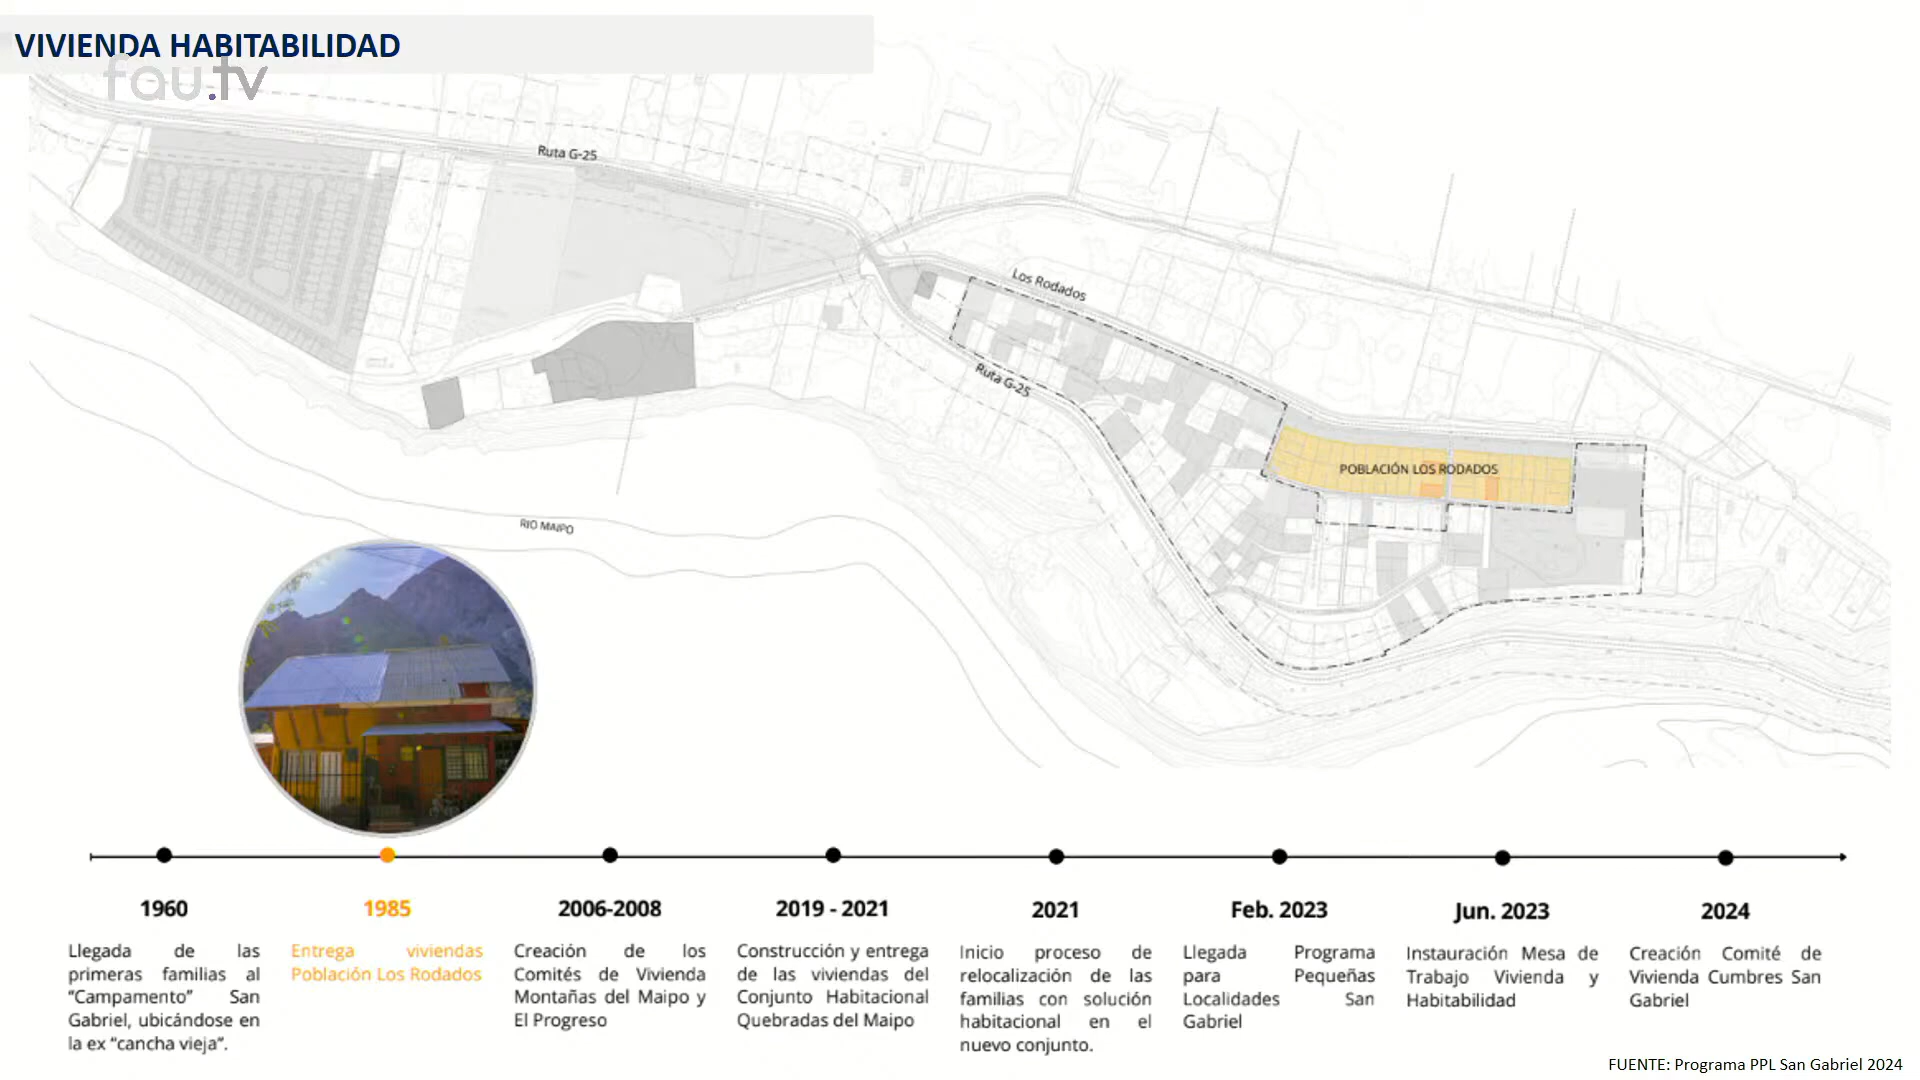 VIVIENDA HABITABILIDAD
fau.tv
Ruta G-25
Los Rodados
Ruta G-25
POBLACIÓN LOS RODADOS
RIO MAIPO
1960
Llegada de las
primeras familias al
“Campamento” San
Gabriel, ubicándose en
la ex “cancha vieja”.
1985
Entrega viviendas
Población Los Rodados
2006-2008
Creación de los
Comités de Vivienda
Montañas del Maipo y
El Progreso
2019 - 2021
Construcción y entrega
de las viviendas del
Conjunto Habitacional
Quebradas del Maipo
2021
Inicio proceso de
relocalización de las
familias con solución
habitacional en el
nuevo conjunto.
Feb. 2023
Llegada Programa
para Pequeñas
Localidades San
Gabriel
Jun. 2023
Instauración Mesa de
Trabajo Vivienda y
Habitabilidad
2024
Creación Comité de
Vivienda Cumbres San
Gabriel
FUENTE: Programa PPL San Gabriel 2024